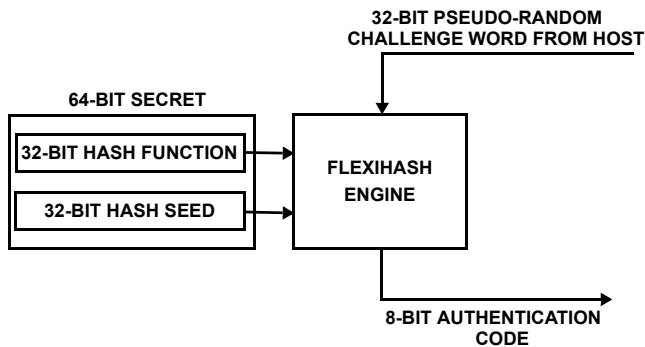 32-BIT PSEUDO-RANDOM
CHALLENGE WORD FROM HOST
64-BIT SECRET
32-BIT HASH FUNCTION
32-BIT HASH SEED
FLEXIHASH
ENGINE
8-BIT AUTHENTICATION
CODE